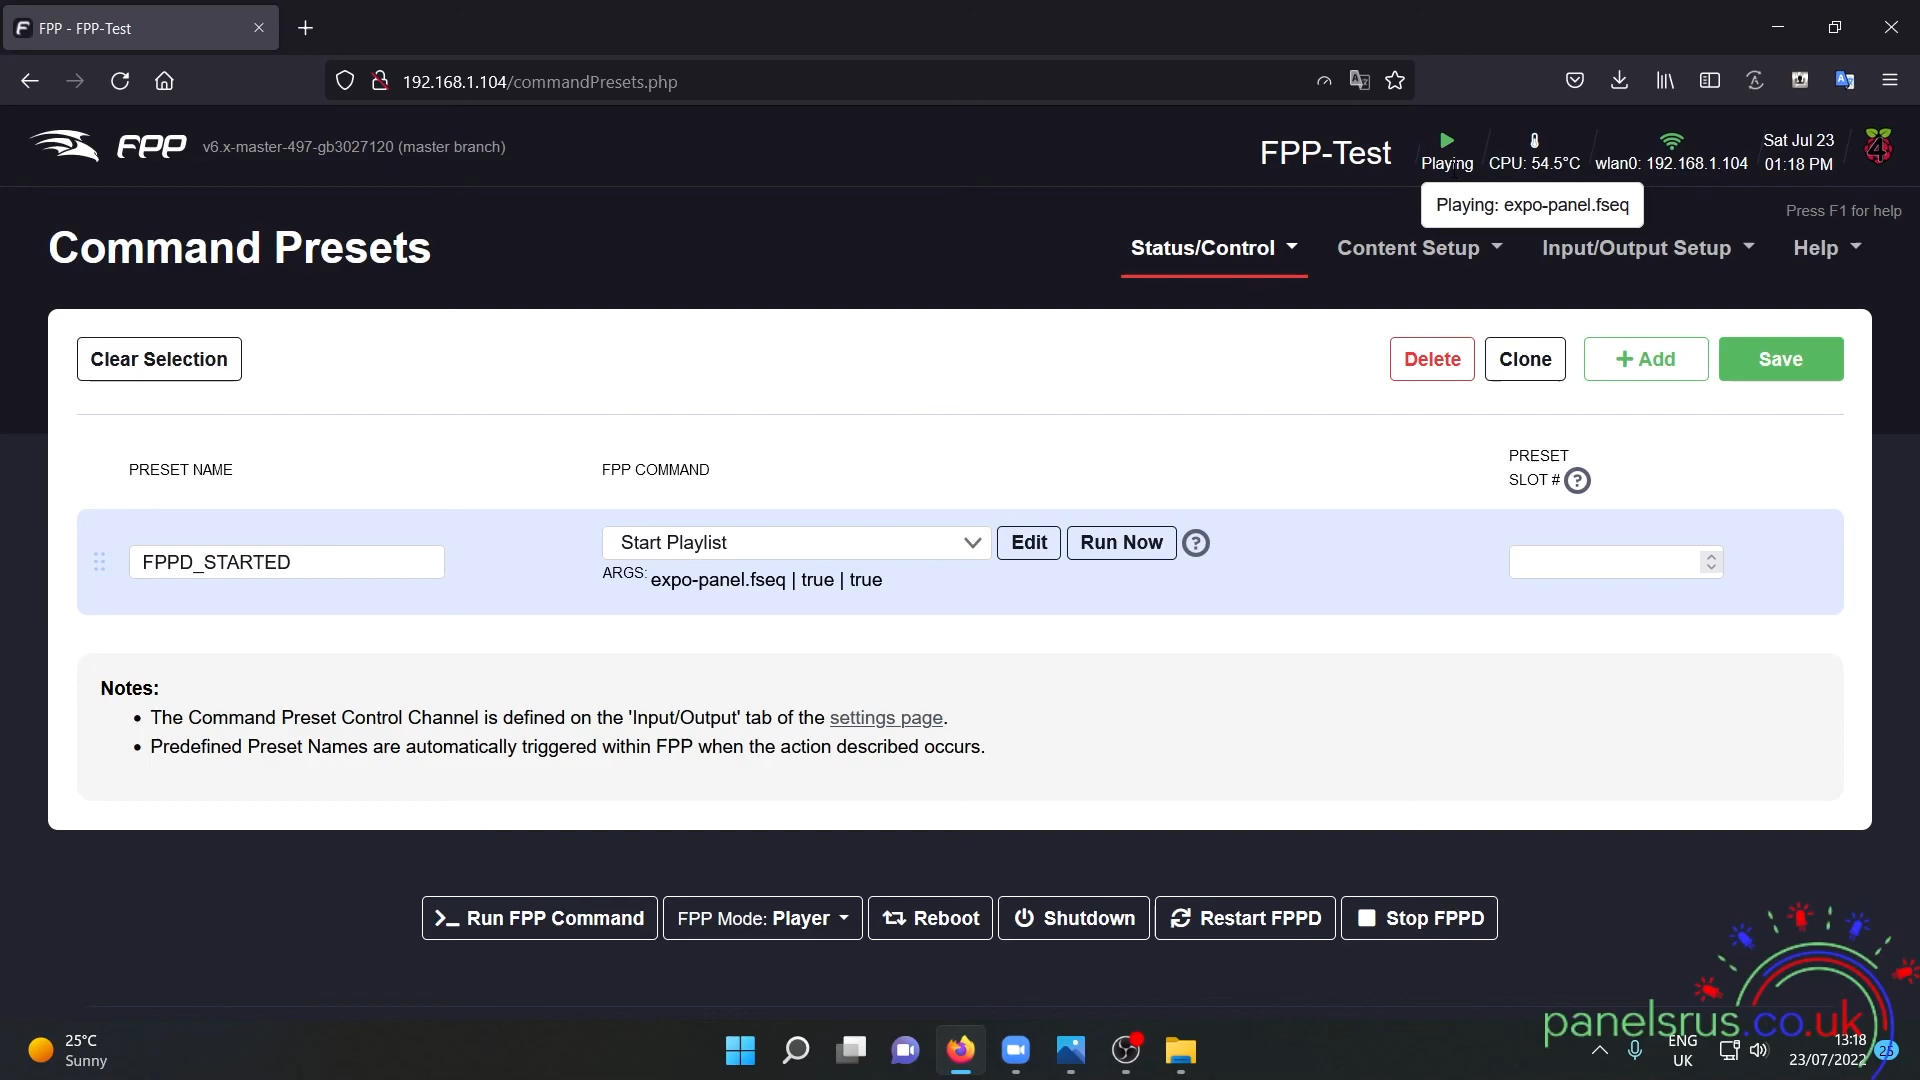 FPP - FPP-Test
192.168.1.104/commandPresets.php
FPP v6.x-master-497-gb3027120 (master branch)
FPP-Test
Playing
CPU: 54.5°C
wlan0: 192.168.1.104
Sat Jul 23
01:18 PM
4
Playing: expo-panel.fseq
Press F1 for help
Command Presets
Status/Control
Content Setup
Input/Output Setup
Help
Clear Selection
Delete
Clone
+ Add
Save
PRESET NAME
FPP COMMAND
PRESET
SLOT # ?
FPPD_STARTED
Start Playlist
Edit
Run Now
?
ARGS: expo-panel.fseq | true | true
Notes:
• The Command Preset Control Channel is defined on the 'Input/Output' tab of the settings page.
• Predefined Preset Names are automatically triggered within FPP when the action described occurs.
Run FPP Command
FPP Mode: Player
Reboot
Shutdown
Restart FPPD
Stop FPPD
panelsrus.co.uk
25°C
Sunny
ENG
UK
13:18
23/07/2022
25